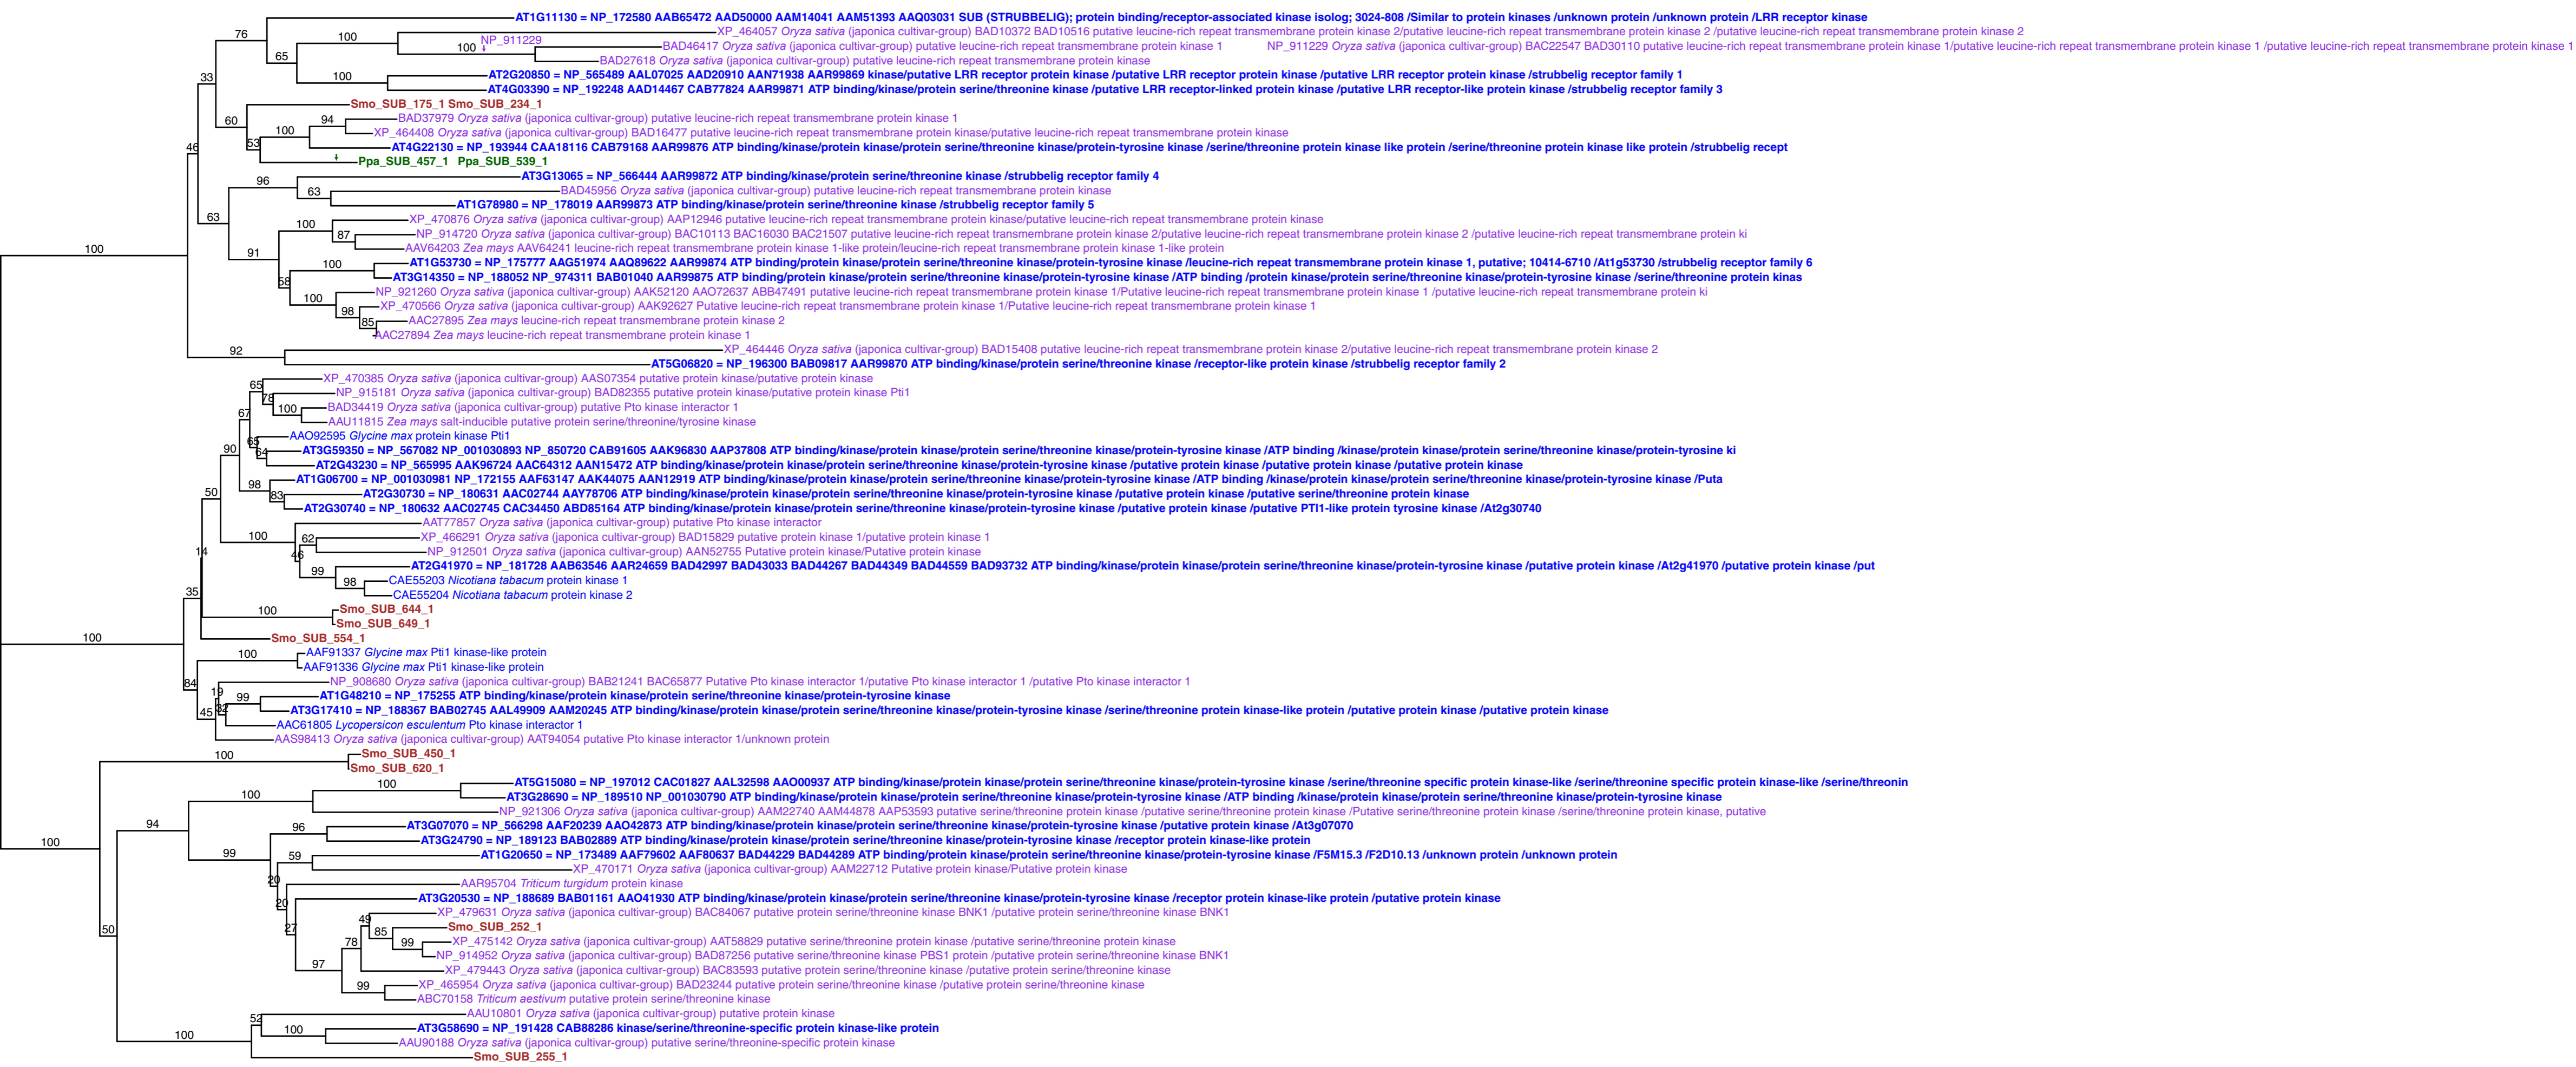 AT1G11130 = NP_172580 AAB65472 AAD50000 AAM14041 AAM51393 AAQ03031 SUB (STRUBBELIG); protein binding/receptor-associated kinase isolog; 3024-808 /Similar to protein kinases /unknown protein /unknown protein /LRR receptor kinase
76
100 XP_464057 Oryza sativa (japonica cultivar-group) BAD10372 BAD10516 putative leucine-rich repeat transmembrane protein kinase 2/putative leucine-rich repeat transmembrane protein kinase 2 /putative leucine-rich repeat transmembrane protein kinase 2
NP_911229
100 BAD46417 Oryza sativa (japonica cultivar-group) putative leucine-rich repeat transmembrane protein kinase 1 NP_911229 Oryza sativa (japonica cultivar-group) BAC22547 BAD30110 putative leucine-rich repeat transmembrane protein kinase 1/putative leucine-rich repeat transmembrane protein kinase 1 /putative leucine-rich repeat transmembrane protein kinase 1
65 BAD27618 Oryza sativa (japonica cultivar-group) putative leucine-rich repeat transmembrane protein kinase
33 100 AT2G20850 = NP_565489 AAL07025 AAD20910 AAN71938 AAR99869 kinase/putative LRR receptor protein kinase /putative LRR receptor protein kinase /putative LRR receptor protein kinase /strubbelig receptor family 1
AT4G03390 = NP_192248 AAD14467 CAB77824 AAR99871 ATP binding/kinase/protein serine/threonine kinase/putative LRR receptor-linked protein kinase /putative LRR receptor-like protein kinase /strubbelig receptor family 3
Smo_SUB_175_1 Smo_SUB_234_1
60 94 BAD37979 Oryza sativa (japonica cultivar-group) putative leucine-rich repeat transmembrane protein kinase 1
100 XP_464408 Oryza sativa (japonica cultivar-group) BAD16477 putative leucine-rich repeat transmembrane protein kinase/putative leucine-rich repeat transmembrane protein kinase
46 53 AT4G22130 = NP_193944 CAA18116 CAB79168 AAR99876 ATP binding/kinase/protein kinase/protein serine/threonine kinase/protein-tyrosine kinase /serine/threonine protein kinase like protein /serine/threonine protein kinase like protein /strubbelig recept
Ppa_SUB_457_1 Ppa_SUB_539_1
96 AT3G13065 = NP_566444 AAR99872 ATP binding/kinase/protein serine/threonine kinase /strubbelig receptor family 4
63 BAD45956 Oryza sativa (japonica cultivar-group) putative leucine-rich repeat transmembrane protein kinase
AT1G78980 = NP_178019 AAR99873 ATP binding/kinase/protein serine/threonine kinase /strubbelig receptor family 5
63 100 XP_470876 Oryza sativa (japonica cultivar-group) AAP12946 putative leucine-rich repeat transmembrane protein kinase/putative leucine-rich repeat transmembrane protein kinase
87 NP_914720 Oryza sativa (japonica cultivar-group) BAC10113 BAC16030 BAC21507 putative leucine-rich repeat transmembrane protein kinase 2/putative leucine-rich repeat transmembrane protein kinase 2 /putative leucine-rich repeat transmembrane protein ki
100 91 AAV64203 Zea mays AAV64241 leucine-rich repeat transmembrane protein kinase 1-like protein/leucine-rich repeat transmembrane protein kinase 1-like protein
100 AT1G53730 = NP_175777 AAG51974 AAQ89622 AAR99874 ATP binding/protein kinase/protein serine/threonine kinase/protein-tyrosine kinase /leucine-rich repeat transmembrane protein kinase 1, putative; 10414-6710 /At1g53730 /strubbelig receptor family 6
58 AT3G14350 = NP_188052 NP_974311 BAB01040 AAR99875 ATP binding/protein kinase/protein serine/threonine kinase/protein-tyrosine kinase /ATP binding /protein kinase/protein serine/threonine kinase/protein-tyrosine kinase /serine/threonine protein kinas
100 NP_921260 Oryza sativa (japonica cultivar-group) AAK52120 AAO72637 ABB47491 putative leucine-rich repeat transmembrane protein kinase 1/Putative leucine-rich repeat transmembrane protein kinase 1 /putative leucine-rich repeat transmembrane protein ki
98 XP_470566 Oryza sativa (japonica cultivar-group) AAK92627 Putative leucine-rich repeat transmembrane protein kinase 1/Putative leucine-rich repeat transmembrane protein kinase 1
85 AAC27895 Zea mays leucine-rich repeat transmembrane protein kinase 2
AAC27894 Zea mays leucine-rich repeat transmembrane protein kinase 1
92 XP_464446 Oryza sativa (japonica cultivar-group) BAD15408 putative leucine-rich repeat transmembrane protein kinase 2/putative leucine-rich repeat transmembrane protein kinase 2
AT5G06820 = NP_196300 BAB09817 AAR99870 ATP binding/kinase/protein serine/threonine kinase /receptor-like protein kinase /strubbelig receptor family 2
65 XP_470385 Oryza sativa (japonica cultivar-group) AAS07354 putative protein kinase/putative protein kinase
78 NP_915181 Oryza sativa (japonica cultivar-group) BAD82355 putative protein kinase/putative protein kinase Pti1
67 100 BAD34419 Oryza sativa (japonica cultivar-group) putative Pto kinase interactor 1
AAU11815 Zea mays salt-inducible putative protein serine/threonine/tyrosine kinase
65 AAO92595 Glycine max protein kinase Pti1
90 64 AT3G59350 = NP_567082 NP_001030893 NP_850720 CAB91605 AAK96830 AAP37808 ATP binding/kinase/protein kinase/protein serine/threonine kinase/protein-tyrosine kinase /ATP binding /kinase/protein kinase/protein serine/threonine kinase/protein-tyrosine ki
AT2G43230 = NP_565995 AAK96724 AAC64312 AAN15472 ATP binding/kinase/protein kinase/protein serine/threonine kinase/protein-tyrosine kinase /putative protein kinase /putative protein kinase /putative protein kinase
98 AT1G06700 = NP_001030981 NP_172155 AAF63147 AAK44075 AAN12919 ATP binding/kinase/protein kinase/protein serine/threonine kinase/protein-tyrosine kinase /ATP binding /kinase/protein kinase/protein serine/threonine kinase/protein-tyrosine kinase /Puta
50 83 AT2G30730 = NP_180631 AAC02744 AAY78706 ATP binding/kinase/protein kinase/protein serine/threonine kinase/protein-tyrosine kinase /putative protein kinase /putative serine/threonine protein kinase
AT2G30740 = NP_180632 AAC02745 CAC34450 ABD85164 ATP binding/kinase/protein kinase/protein serine/threonine kinase/protein-tyrosine kinase /putative protein kinase /putative PTI1-like protein tyrosine kinase /At2g30740
AAT77857 Oryza sativa (japonica cultivar-group) putative Pto kinase interactor
100 62 XP_466291 Oryza sativa (japonica cultivar-group) BAD15829 putative protein kinase 1/putative protein kinase 1
14 46 NP_912501 Oryza sativa (japonica cultivar-group) AAN52755 Putative protein kinase/Putative protein kinase
99 AT2G41970 = NP_181728 AAB63546 AAR24659 BAD42997 BAD43033 BAD44267 BAD44349 BAD44559 BAD93732 ATP binding/kinase/protein kinase/protein serine/threonine kinase/protein-tyrosine kinase /putative protein kinase /At2g41970 /putative protein kinase /put
98 CAE55203 Nicotiana tabacum protein kinase 1
35 CAE55204 Nicotiana tabacum protein kinase 2
100 Smo_SUB_644_1
Smo_SUB_649_1
100 Smo_SUB_554_1
100 AAF91337 Glycine max Pti1 kinase-like protein
AAF91336 Glycine max Pti1 kinase-like protein
84 19 NP_908680 Oryza sativa (japonica cultivar-group) BAB21241 BAC65877 Putative Pto kinase interactor 1/putative Pto kinase interactor 1 /putative Pto kinase interactor 1
99 AT1G48210 = NP_175255 ATP binding/kinase/protein kinase/protein serine/threonine kinase/protein-tyrosine kinase
45 32 AT3G17410 = NP_188367 BAB02745 AAL49909 AAM20245 ATP binding/kinase/protein kinase/protein serine/threonine kinase/protein-tyrosine kinase /serine/threonine protein kinase-like protein /putative protein kinase /putative protein kinase
AAC61805 Lycopersicon esculentum Pto kinase interactor 1
AAS98413 Oryza sativa (japonica cultivar-group) AAT94054 putative Pto kinase interactor 1/unknown protein
100 Smo_SUB_450_1
Smo_SUB_620_1
100 AT5G15080 = NP_197012 CAC01827 AAL32598 AAO00937 ATP binding/kinase/protein kinase/protein serine/threonine kinase/protein-tyrosine kinase /serine/threonine specific protein kinase-like /serine/threonine specific protein kinase-like /serine/threonin
100 AT3G28690 = NP_189510 NP_001030790 ATP binding/kinase/protein kinase/protein serine/threonine kinase/protein-tyrosine kinase /ATP binding /kinase/protein kinase/protein serine/threonine kinase/protein-tyrosine kinase
NP_921306 Oryza sativa (japonica cultivar-group) AAM22740 AAM44878 AAP53593 putative serine/threonine protein kinase /putative serine/threonine protein kinase /Putative serine/threonine protein kinase /serine/threonine protein kinase, putative
94 96 AT3G07070 = NP_566298 AAF20239 AAO42873 ATP binding/kinase/protein kinase/protein serine/threonine kinase/protein-tyrosine kinase /putative protein kinase /At3g07070
100 AT3G24790 = NP_189123 BAB02889 ATP binding/kinase/protein kinase/protein serine/threonine kinase/protein-tyrosine kinase /receptor protein kinase-like protein
99 59 AT1G20650 = NP_173489 AAF79602 AAF80637 BAD44229 BAD44289 ATP binding/protein kinase/protein serine/threonine kinase/protein-tyrosine kinase /F5M15.3 /F2D10.13 /unknown protein /unknown protein
XP_470171 Oryza sativa (japonica cultivar-group) AAM22712 Putative protein kinase/Putative protein kinase
20 AAR95704 Triticum turgidum protein kinase
20 AT3G20530 = NP_188689 BAB01161 AAO41930 ATP binding/kinase/protein kinase/protein serine/threonine kinase/protein-tyrosine kinase /receptor protein kinase-like protein /putative protein kinase
49 XP_479631 Oryza sativa (japonica cultivar-group) BAC84067 putative protein serine/threonine kinase BNK1 /putative protein serine/threonine kinase BNK1
50 27 85 Smo_SUB_252_1
78 99 XP_475142 Oryza sativa (japonica cultivar-group) AAT58829 putative serine/threonine protein kinase /putative serine/threonine protein kinase
NP_914952 Oryza sativa (japonica cultivar-group) BAD87256 putative serine/threonine kinase PBS1 protein /putative protein serine/threonine kinase BNK1
97 XP_479443 Oryza sativa (japonica cultivar-group) BAC83593 putative protein serine/threonine kinase /putative protein serine/threonine kinase
99 XP_465954 Oryza sativa (japonica cultivar-group) BAD23244 putative protein serine/threonine kinase /putative protein serine/threonine kinase
ABC70158 Triticum aestivum putative protein serine/threonine kinase
52 AAU10801 Oryza sativa (japonica cultivar-group) putative protein kinase
100 100 AT3G58690 = NP_191428 CAB88286 kinase/serine/threonine-specific protein kinase-like protein
AAU90188 Oryza sativa (japonica cultivar-group) putative serine/threonine-specific protein kinase
Smo_SUB_255_1